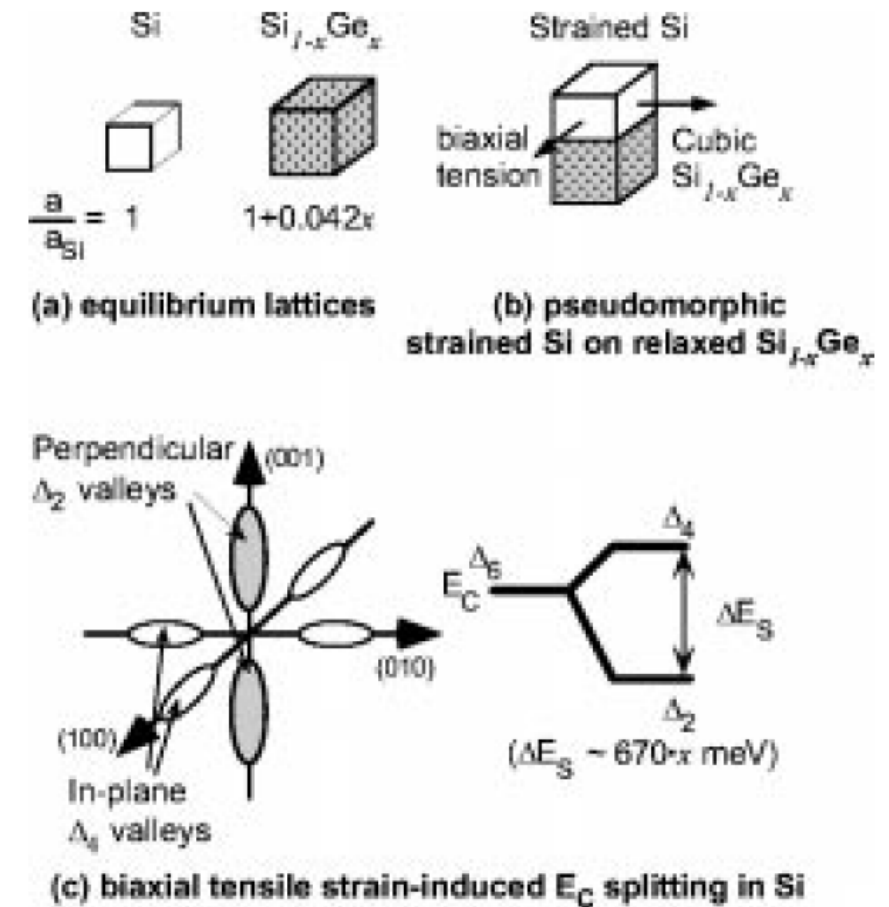 Si
Si1-xGex
Strained Si
biaxial
tension
Cubic
Si1-xGex
a
aSi
= 1
1+0.042x
(a) equilibrium lattices
(b) pseudomorphic
strained Si on relaxed Si1-xGex
Perpendicular
Δ2 valleys
(001)
(010)
(100)
In-plane
Δ4 valleys
EC
Δ6
Δ4
ΔES
Δ2
(ΔES ~ 670·x meV)
(c) biaxial tensile strain-induced EC splitting in Si